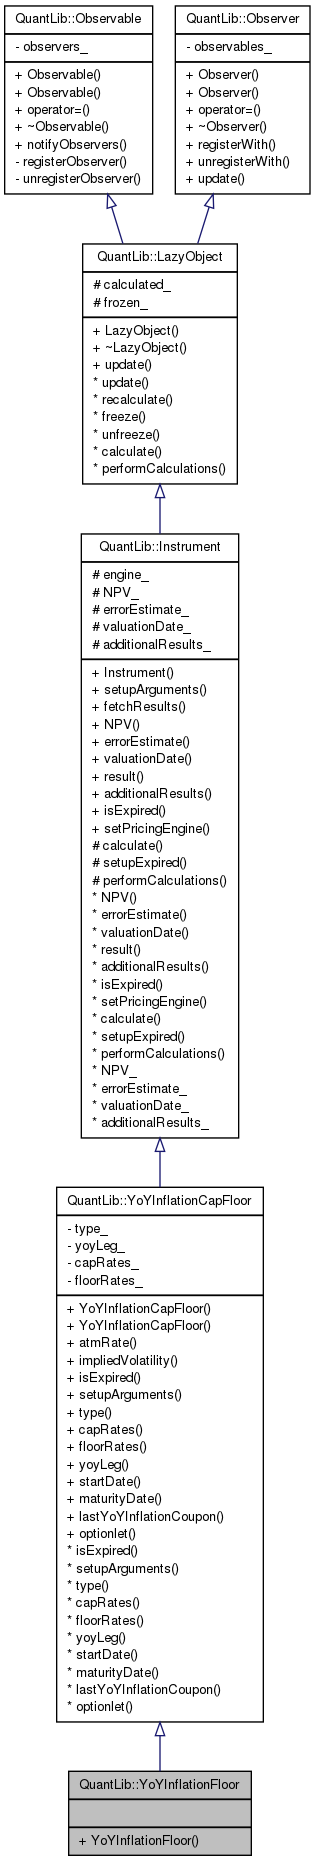 QuantLib::Observable
- observers_
+ Observable()
+ Observable()
+ operator=()
+ ~Observable()
+ notifyObservers()
- registerObserver()
- unregisterObserver()
QuantLib::Observer
- observables_
+ Observer()
+ Observer()
+ operator=()
+ ~Observer()
+ registerWith()
+ unregisterWith()
+ update()
QuantLib::LazyObject
# calculated_
# frozen_
+ LazyObject()
+ ~LazyObject()
+ update()
* update()
* recalculate()
* freeze()
* unfreeze()
* calculate()
* performCalculations()
QuantLib::Instrument
# engine_
# NPV_
# errorEstimate_
# valuationDate_
# additionalResults_
+ Instrument()
+ setupArguments()
+ fetchResults()
+ NPV()
+ errorEstimate()
+ valuationDate()
+ result()
+ additionalResults()
+ isExpired()
+ setPricingEngine()
# calculate()
# setupExpired()
# performCalculations()
* NPV()
* errorEstimate()
* valuationDate()
* result()
* additionalResults()
* isExpired()
* setPricingEngine()
* calculate()
* setupExpired()
* performCalculations()
* NPV_
* errorEstimate_
* valuationDate_
* additionalResults_
QuantLib::YoYInflationCapFloor
- type_
- yoyLeg_
- capRates_
- floorRates_
+ YoYInflationCapFloor()
+ YoYInflationCapFloor()
+ atmRate()
+ impliedVolatility()
+ isExpired()
+ setupArguments()
+ type()
+ capRates()
+ floorRates()
+ yoyLeg()
+ startDate()
+ maturityDate()
+ lastYoYInflationCoupon()
+ optionlet()
* isExpired()
* setupArguments()
* type()
* capRates()
* floorRates()
* yoyLeg()
* startDate()
* maturityDate()
* lastYoYInflationCoupon()
* optionlet()
QuantLib::YoYInflationFloor
+ YoYInflationFloor()